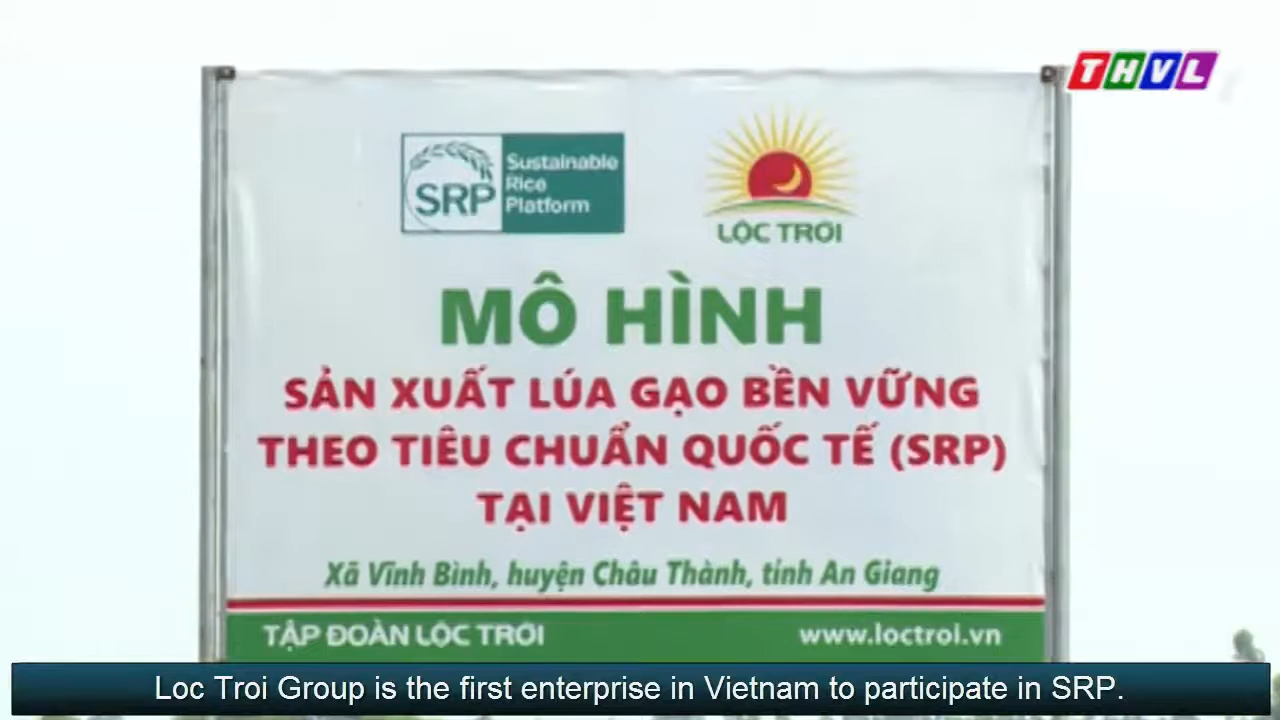 THVL
SRP
Sustainable
Rice
Platform
LỘC TRỜI
MÔ HÌNH
SẢN XUẤT LÚA GẠO BỀN VỮNG
THEO TIÊU CHUẨN QUỐC TẾ (SRP)
TẠI VIỆT NAM
Xã Vĩnh Bình, huyện Châu Thành, tỉnh An Giang
TẬP ĐOÀN LỘC TRỜI
www.loctroi.vn
Loc Troi Group is the first enterprise in Vietnam to participate in SRP.